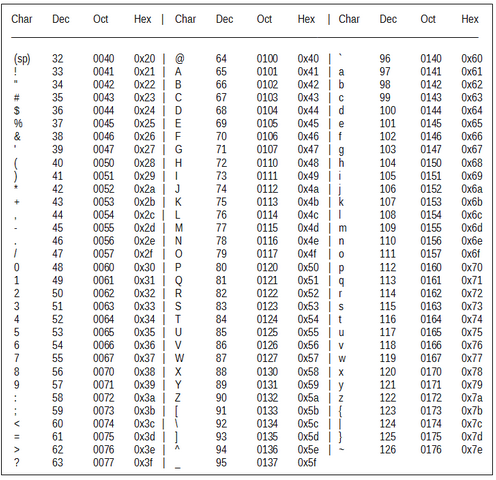 Char Dec Oct Hex | Char Dec Oct Hex | Char Dec Oct Hex
(sp) 32 0040 0x20 | @ 64 0100 0x40 | ` 96 0140 0x60
! 33 0041 0x21 | A 65 0101 0x41 | a 97 0141 0x61
" 34 0042 0x22 | B 66 0102 0x42 | b 98 0142 0x62
# 35 0043 0x23 | C 67 0103 0x43 | c 99 0143 0x63
$ 36 0044 0x24 | D 68 0104 0x44 | d 100 0144 0x64
% 37 0045 0x25 | E 69 0105 0x45 | e 101 0145 0x65
& 38 0046 0x26 | F 70 0106 0x46 | f 102 0146 0x66
' 39 0047 0x27 | G 71 0107 0x47 | g 103 0147 0x67
( 40 0050 0x28 | H 72 0110 0x48 | h 104 0150 0x68
) 41 0051 0x29 | I 73 0111 0x49 | i 105 0151 0x69
* 42 0052 0x2a | J 74 0112 0x4a | j 106 0152 0x6a
+ 43 0053 0x2b | K 75 0113 0x4b | k 107 0153 0x6b
, 44 0054 0x2c | L 76 0114 0x4c | l 108 0154 0x6c
- 45 0055 0x2d | M 77 0115 0x4d | m 109 0155 0x6d
. 46 0056 0x2e | N 78 0116 0x4e | n 110 0156 0x6e
/ 47 0057 0x2f | O 79 0117 0x4f | o 111 0157 0x6f
0 48 0060 0x30 | P 80 0120 0x50 | p 112 0160 0x70
1 49 0061 0x31 | Q 81 0121 0x51 | q 113 0161 0x71
2 50 0062 0x32 | R 82 0122 0x52 | r 114 0162 0x72
3 51 0063 0x33 | S 83 0123 0x53 | s 115 0163 0x73
4 52 0064 0x34 | T 84 0124 0x54 | t 116 0164 0x74
5 53 0065 0x35 | U 85 0125 0x55 | u 117 0165 0x75
6 54 0066 0x36 | V 86 0126 0x56 | v 118 0166 0x76
7 55 0067 0x37 | W 87 0127 0x57 | w 119 0167 0x77
8 56 0070 0x38 | X 88 0130 0x58 | x 120 0170 0x78
9 57 0071 0x39 | Y 89 0131 0x59 | y 121 0171 0x79
: 58 0072 0x3a | Z 90 0132 0x5a | z 122 0172 0x7a
; 59 0073 0x3b | [ 91 0133 0x5b | { 123 0173 0x7b
< 60 0074 0x3c | \ 92 0134 0x5c | | 124 0174 0x7c
= 61 0075 0x3d | ] 93 0135 0x5d | } 125 0175 0x7d
> 62 0076 0x3e | ^ 94 0136 0x5e | ~ 126 0176 0x7e
? 63 0077 0x3f | _ 95 0137 0x5f